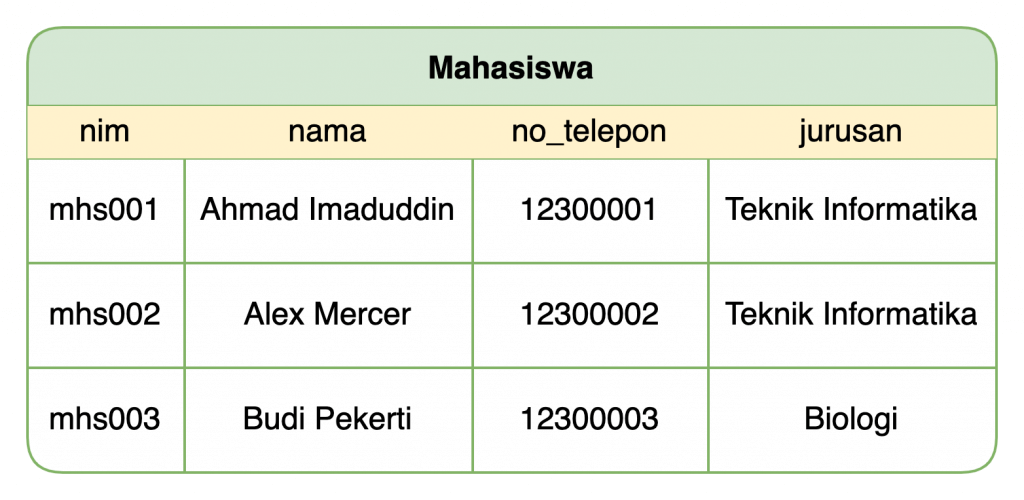 Mahasiswa
nim nama no_telepon jurusan
mhs001 Ahmad Imaduddin 12300001 Teknik Informatika
mhs002 Alex Mercer 12300002 Teknik Informatika
mhs003 Budi Pekerti 12300003 Biologi